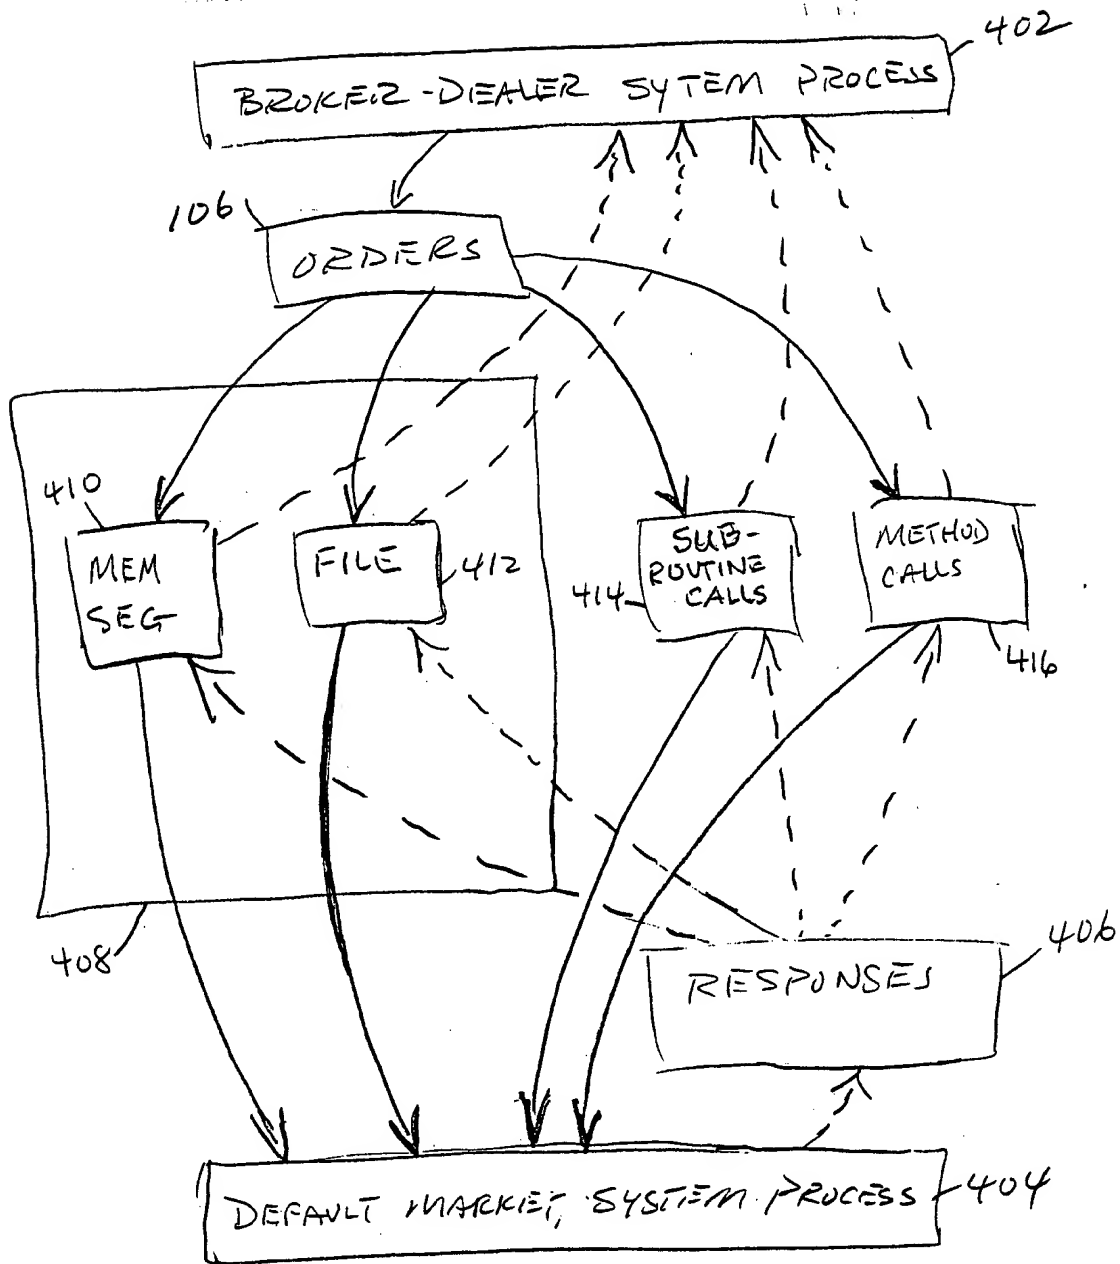 402
BROKER-DEALER SYTEM PROCESS
106
ORDERS
410
MEM
SEG
FILE
412
SUB-
ROUTINE
CALLS
414
METHOD
CALLS
416
408
406
RESPONSES
DEFAULT MARKET SYSTEM PROCESS
404